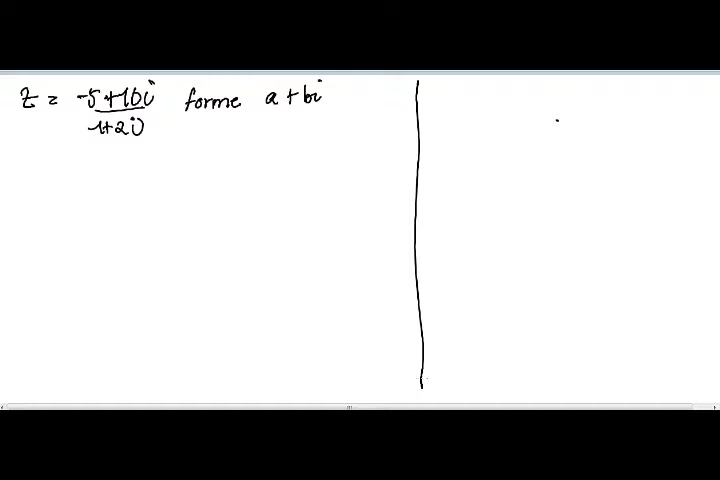 z = -5+10i forme a+bi
1+2i